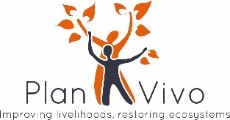 Plan Vivo
Improving livelihoods, restoring ecosystems